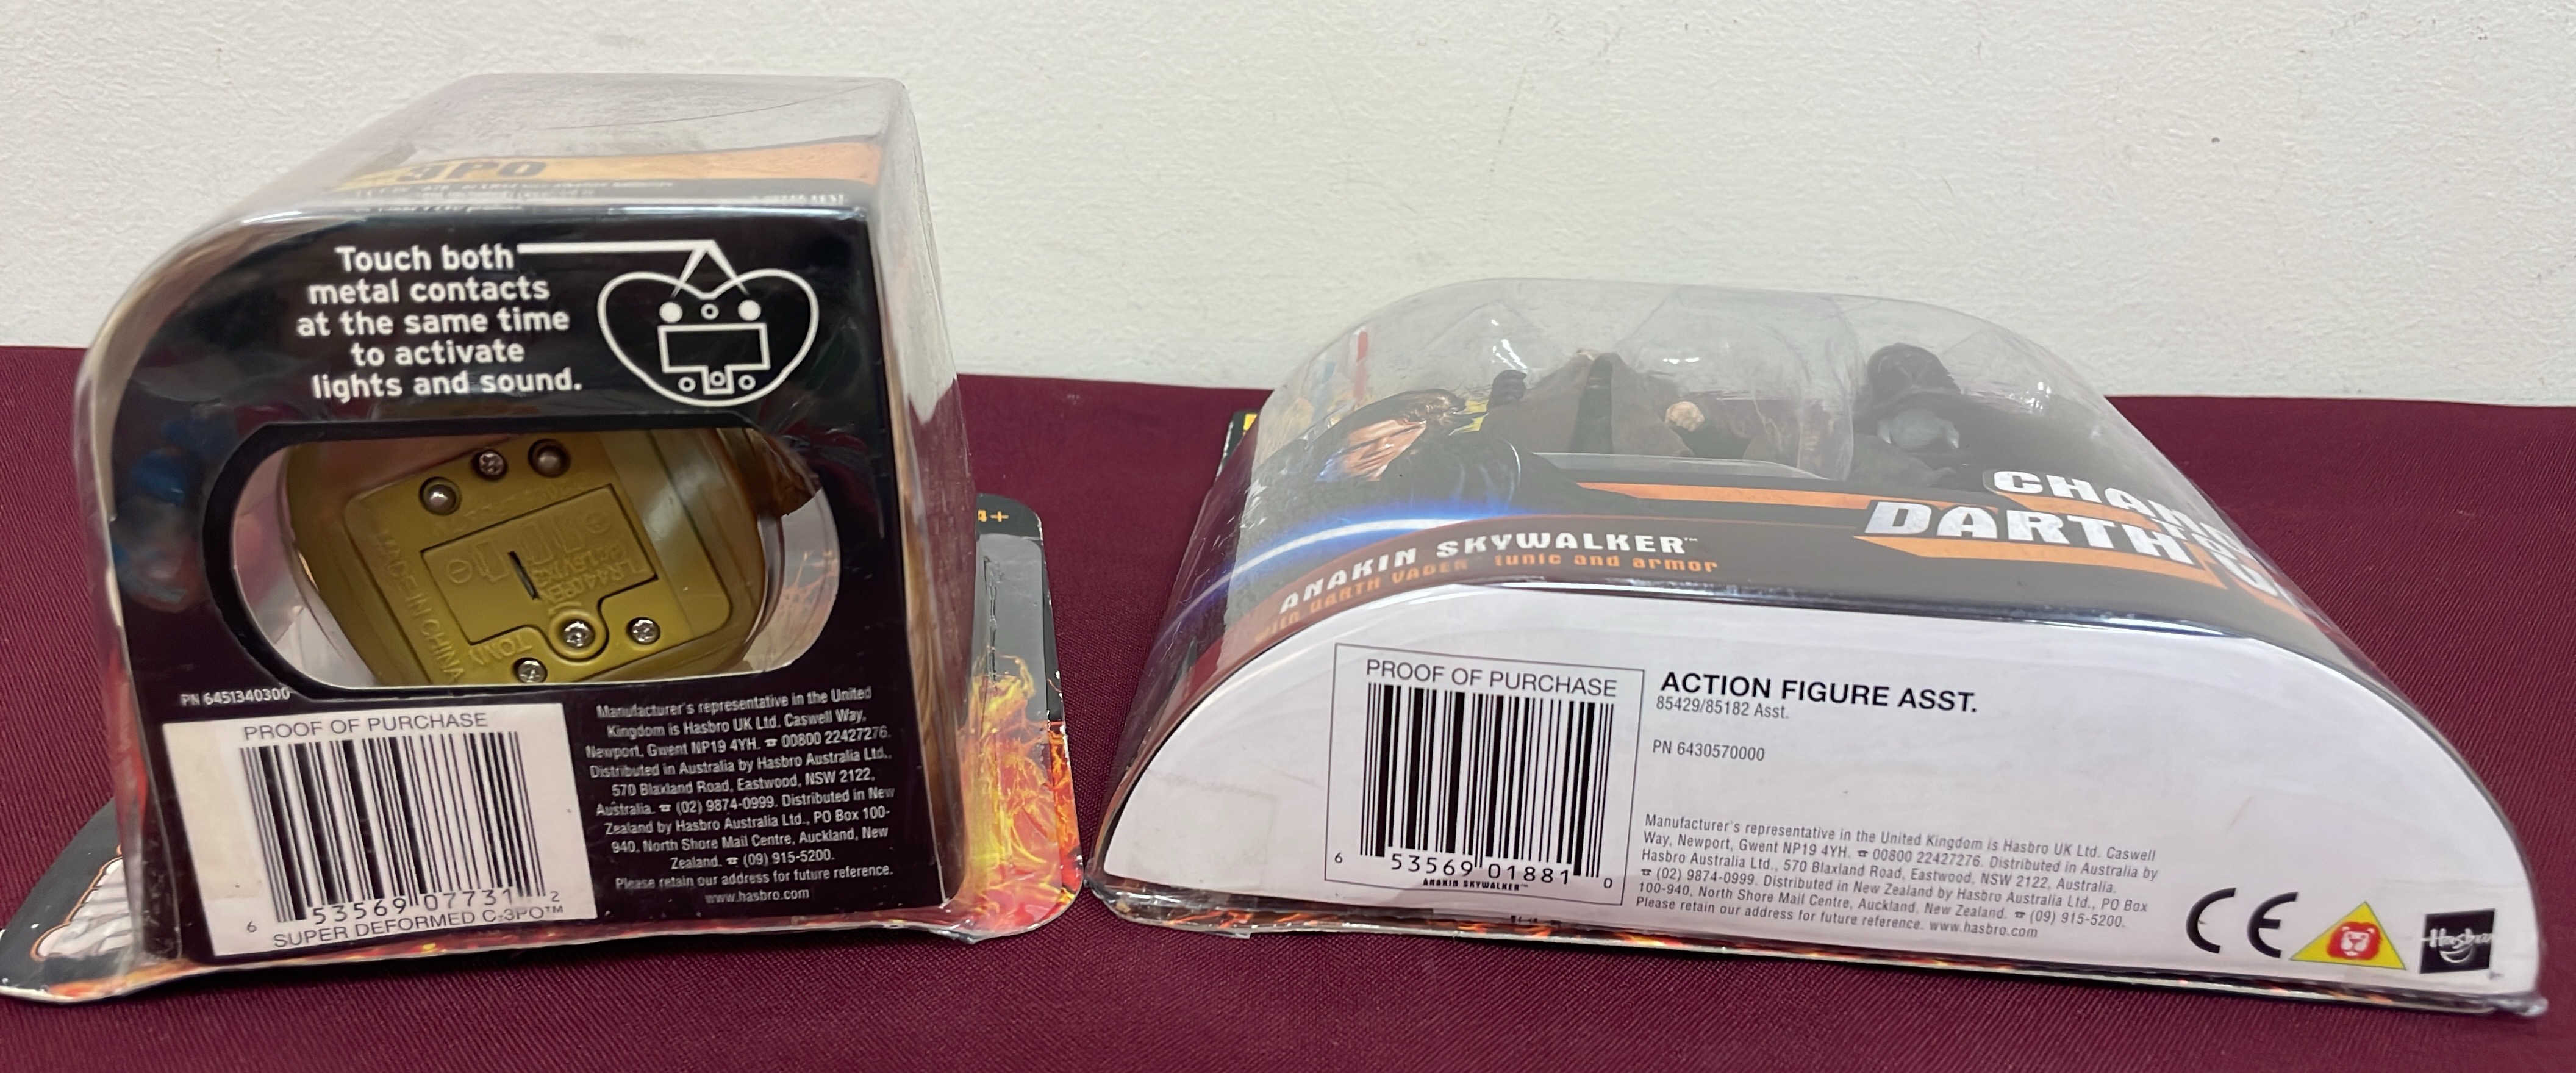 3PO
Touch both
metal contacts
at the same time
to activate
lights and sound.
MADE IN CHINA
TOMY
PN 6451340300
PROOF OF PURCHASE
6 53569 07731 2
SUPER DEFORMED C-3PO™
Manufacturer's representative in the United
Kingdom is Hasbro UK Ltd. Caswell Way,
Newport, Gwent NP19 4YH. ☎ 00800 22427276.
Distributed in Australia by Hasbro Australia Ltd.,
570 Blaxland Road, Eastwood, NSW 2122,
Australia. ☎ (02) 9874-0999. Distributed in New
Zealand by Hasbro Australia Ltd., PO Box 100-
940, North Shore Mail Centre, Auckland, New
Zealand. ☎ (09) 915-5200.
Please retain our address for future reference.
www.hasbro.com
4+
DARTH
ANAKIN SKYWALKER™
with DARTH VADER tunic and armor
PROOF OF PURCHASE
6 53569 01881 0
ANAKIN SKYWALKER™
ACTION FIGURE ASST.
85429/85182 Asst.
PN 6430570000
Manufacturer's representative in the United Kingdom is Hasbro UK Ltd. Caswell
Way, Newport, Gwent NP19 4YH. ☎ 00800 22427276. Distributed in Australia by
Hasbro Australia Ltd., 570 Blaxland Road, Eastwood, NSW 2122, Australia.
☎ (02) 9874-0999. Distributed in New Zealand by Hasbro Australia Ltd., PO Box
100-940, North Shore Mail Centre, Auckland, New Zealand. ☎ (09) 915-5200.
Please retain our address for future reference. www.hasbro.com
CE
Hasbro